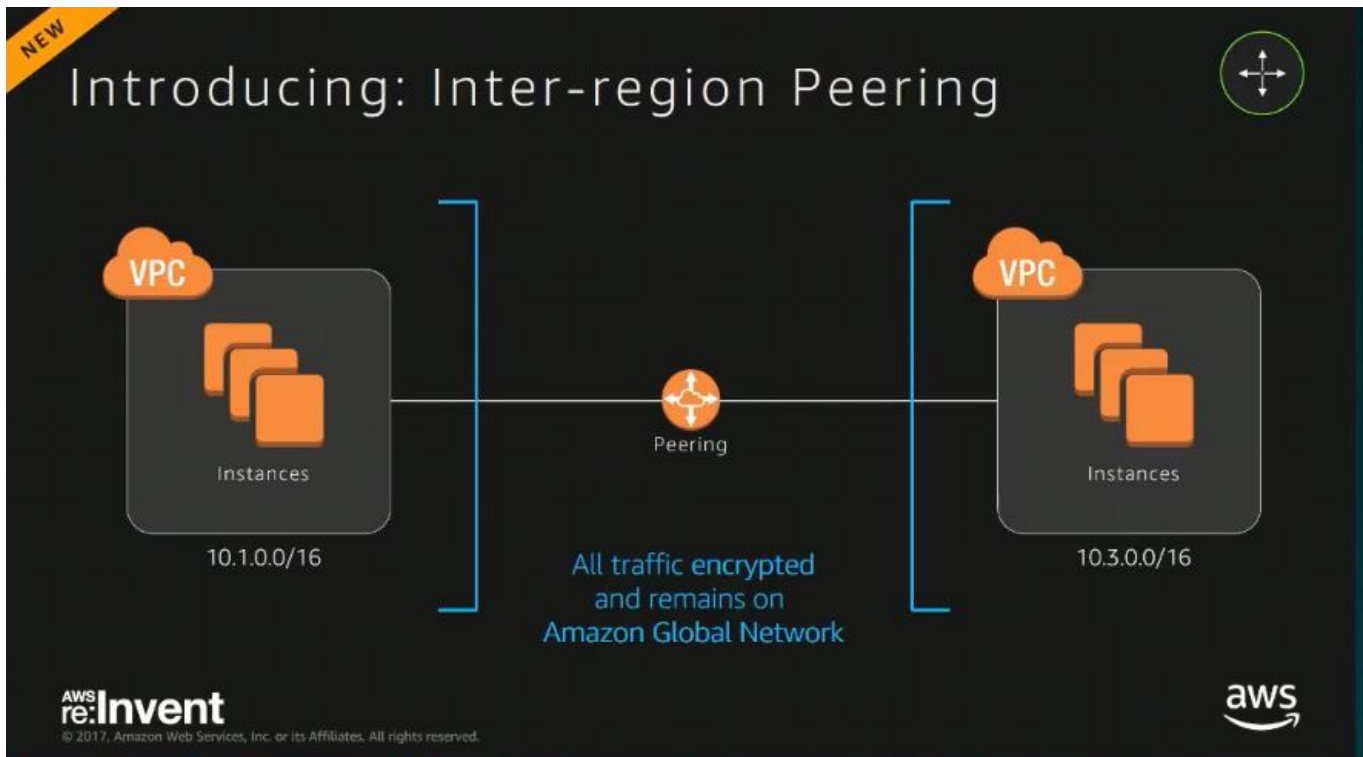 NEW
Introducing: Inter-region Peering
VPC
VPC
Instances
Peering
Instances
10.1.0.0/16
10.3.0.0/16
All traffic encrypted
and remains on
Amazon Global Network
AWS
re:Invent
© 2017, Amazon Web Services, Inc. or its Affiliates. All rights reserved.
aws